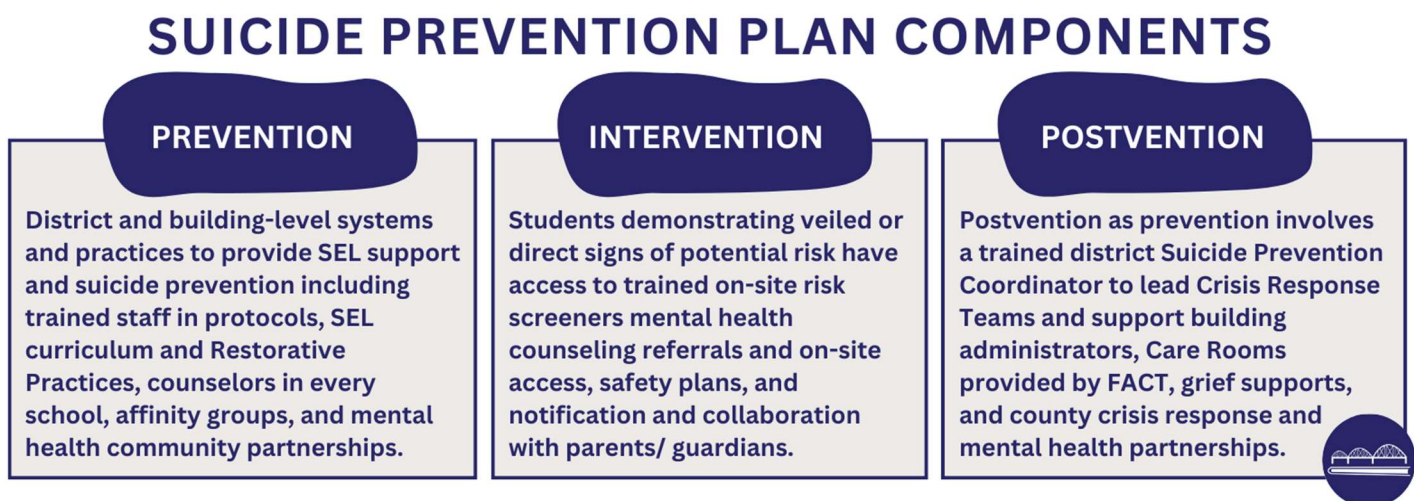 SUICIDE PREVENTION PLAN COMPONENTS
PREVENTION
District and building-level systems
and practices to provide SEL support
and suicide prevention including
trained staff in protocols, SEL
curriculum and Restorative
Practices, counselors in every
school, affinity groups, and mental
health community partnerships.
INTERVENTION
Students demonstrating veiled or
direct signs of potential risk have
access to trained on-site risk
screeners mental health
counseling referrals and on-site
access, safety plans, and
notification and collaboration
with parents/ guardians.
POSTVENTION
Postvention as prevention involves
a trained district Suicide Prevention
Coordinator to lead Crisis Response
Teams and support building
administrators, Care Rooms
provided by FACT, grief supports,
and county crisis response and
mental health partnerships.